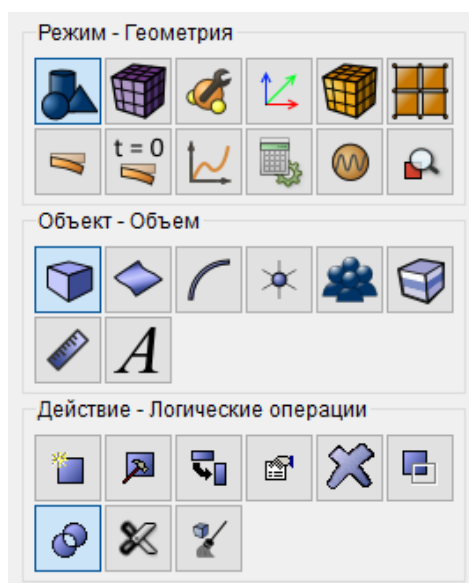 Режим - Геометрия
t = 0
Объект - Объем
A
Действие - Логические операции